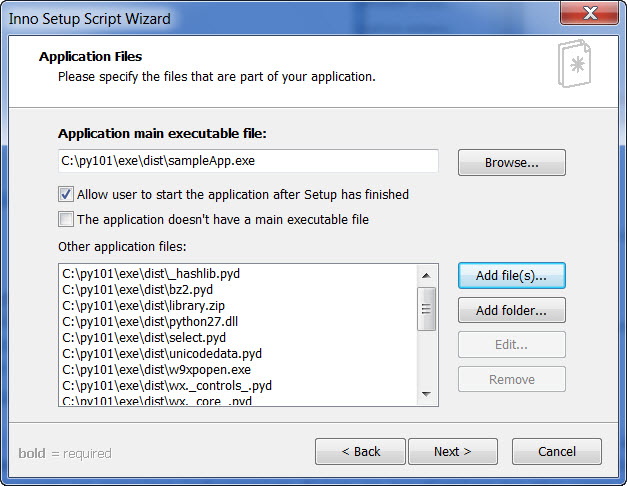 Inno Setup Script Wizard
Application Files
Please specify the files that are part of your application.
Application main executable file:
C:\py101\exe\dist\sampleApp.exe
Browse...
Allow user to start the application after Setup has finished
The application doesn't have a main executable file
Other application files:
C:\py101\exe\dist\_hashlib.pyd
C:\py101\exe\dist\bz2.pyd
C:\py101\exe\dist\library.zip
C:\py101\exe\dist\python27.dll
C:\py101\exe\dist\select.pyd
C:\py101\exe\dist\unicodedata.pyd
C:\py101\exe\dist\w9xpopen.exe
C:\py101\exe\dist\wx._controls_.pyd
C:\py101\exe\dist\wx._core_.pyd
Add file(s)...
Add folder...
Edit...
Remove
bold = required
< Back
Next >
Cancel